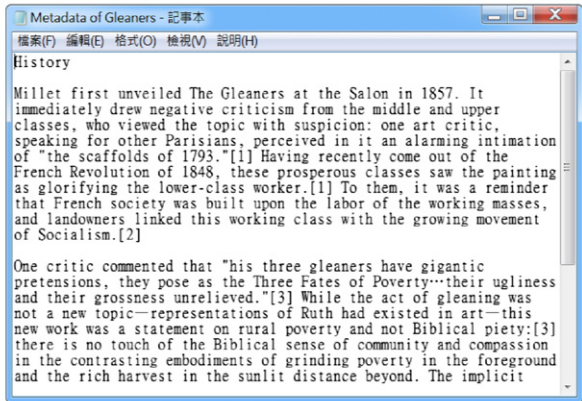 Metadata of Gleaners - 記事本
檔案(F) 編輯(E) 格式(O) 檢視(V) 說明(H)
History
Millet first unveiled The Gleaners at the Salon in 1857. It
immediately drew negative criticism from the middle and upper
classes, who viewed the topic with suspicion: one art critic,
speaking for other Parisians, perceived in it an alarming intimation
of "the scaffolds of 1793."[1] Having recently come out of the
French Revolution of 1848, these prosperous classes saw the painting
as glorifying the lower-class worker.[1] To them, it was a reminder
that French society was built upon the labor of the working masses,
and landowners linked this working class with the growing movement
of Socialism.[2]
One critic commented that "his three gleaners have gigantic
pretensions, they pose as the Three Fates of Poverty…their ugliness
and their grossness unrelieved."[3] While the act of gleaning was
not a new topic—representations of Ruth had existed in art—this
new work was a statement on rural poverty and not Biblical piety:[3]
there is no touch of the Biblical sense of community and compassion
in the contrasting embodiments of grinding poverty in the foreground
and the rich harvest in the sunlit distance beyond. The implicit